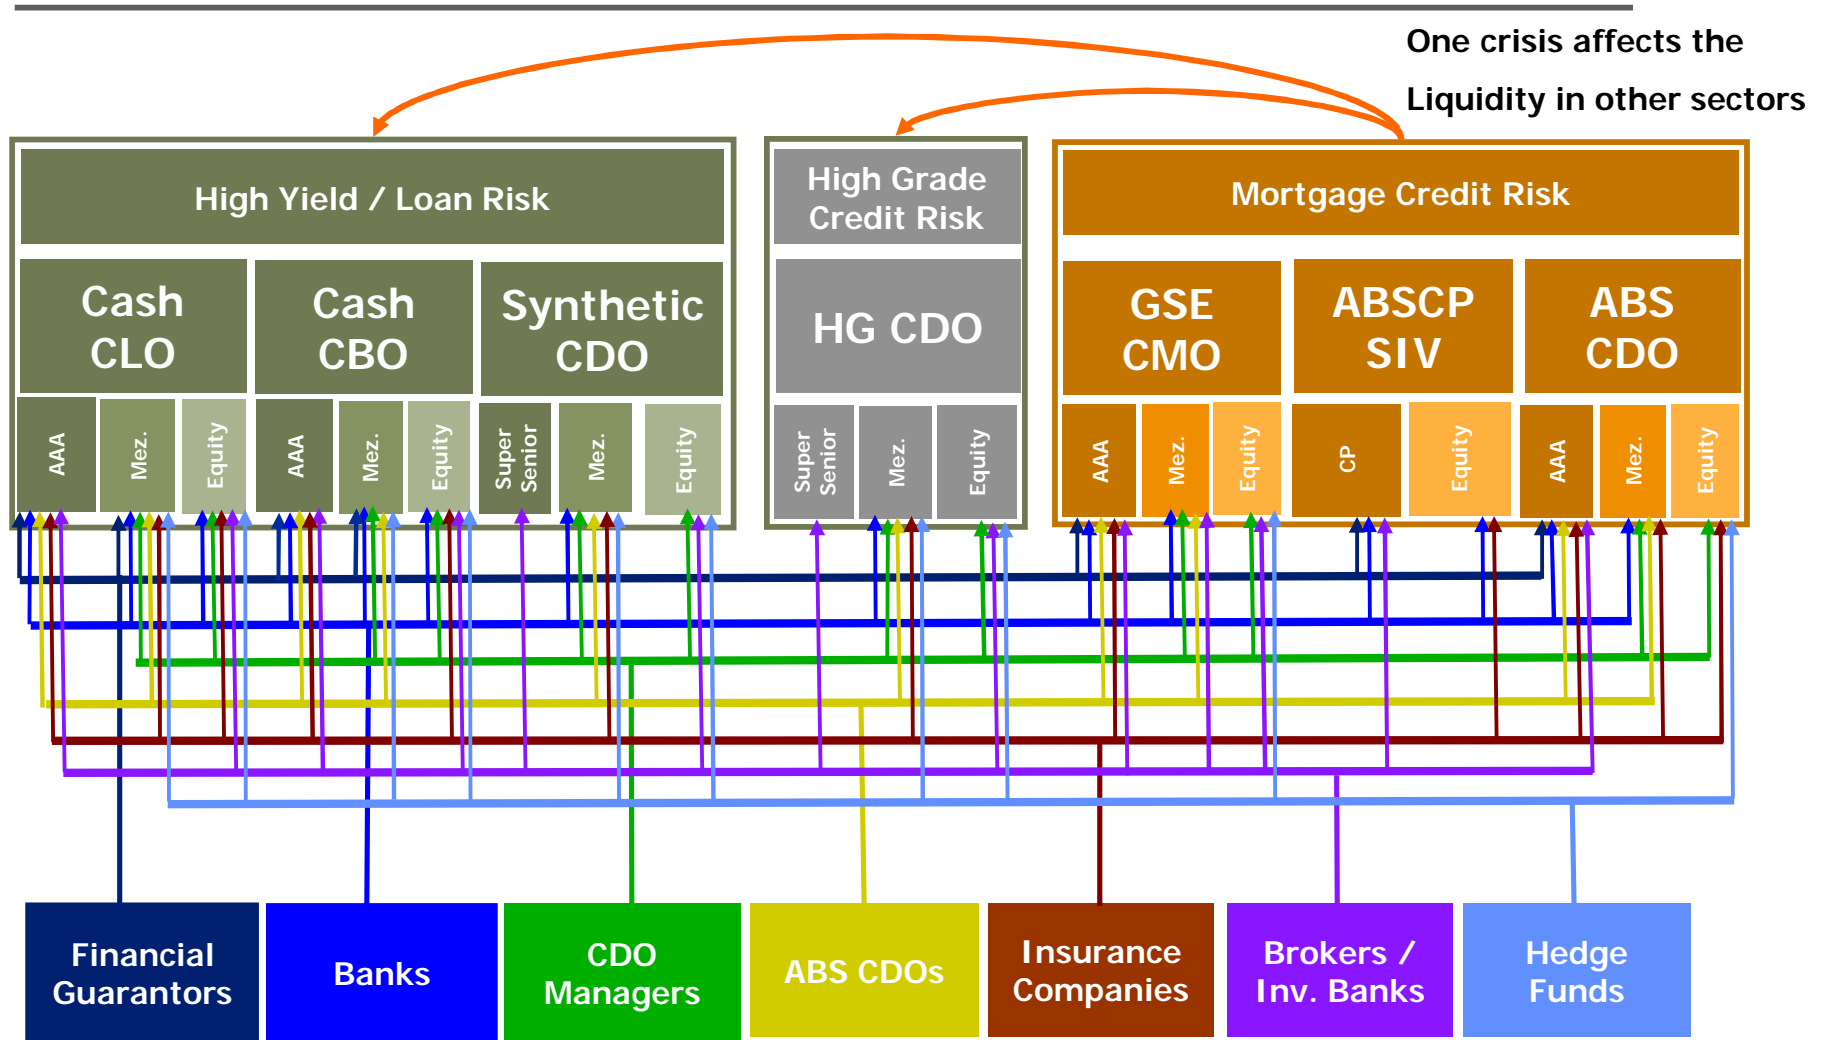 One crisis affects the
Liquidity in other sectors
High Yield / Loan Risk
High Grade
Credit Risk
Mortgage Credit Risk
Cash
CLO
Cash
CBO
Synthetic
CDO
HG CDO
GSE
CMO
ABSCP
SIV
ABS
CDO
AAA
Mez.
Equity
AAA
Mez.
Equity
Super
Senior
Mez.
Equity
Super
Senior
Mez.
Equity
AAA
Mez.
Equity
CP
Equity
AAA
Mez.
Equity
Financial
Guarantors
Banks
CDO
Managers
ABS CDOs
Insurance
Companies
Brokers /
Inv. Banks
Hedge
Funds